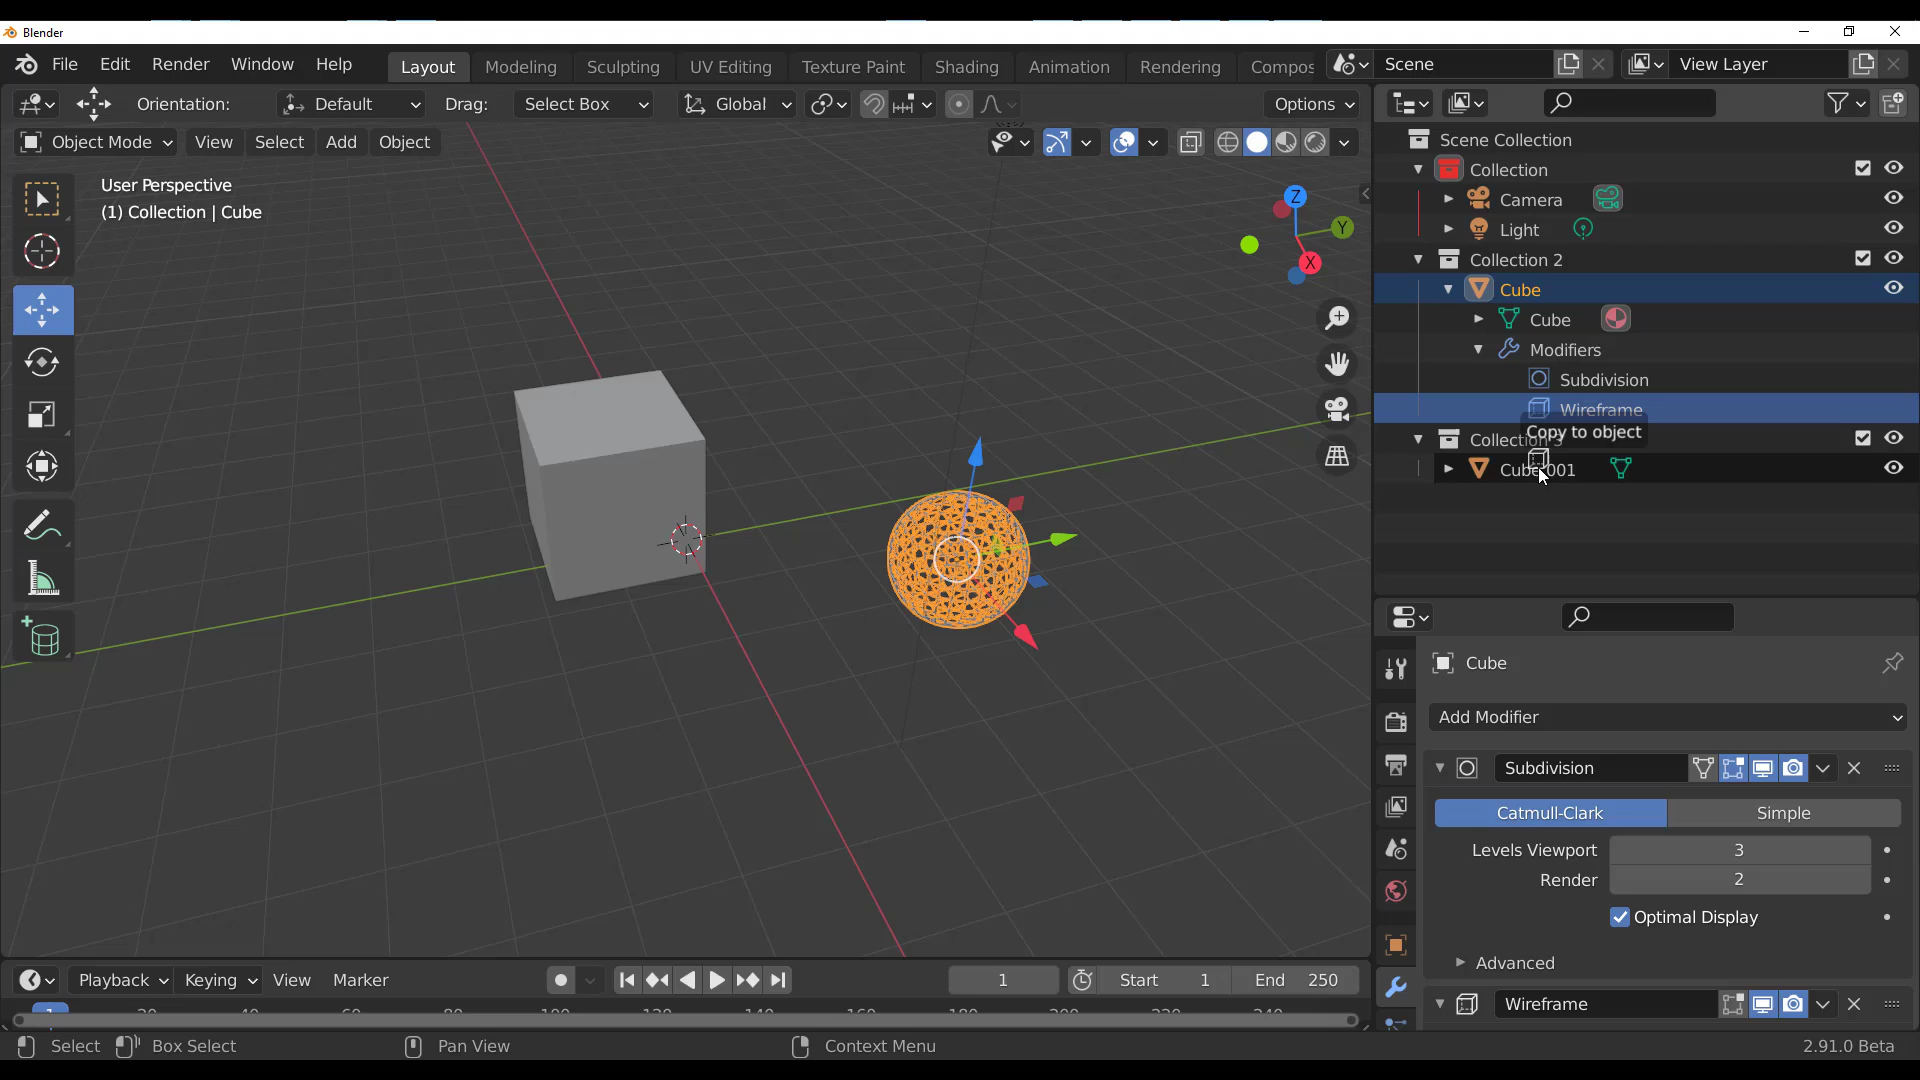 Blender
File Edit Render Window Help Layout Modeling Sculpting UV Editing Texture Paint Shading Animation Rendering Compos Scene View Layer
Orientation: Default Drag: Select Box Global Options
Object Mode View Select Add Object
User Perspective
(1) Collection | Cube
Z
Y
X
Scene Collection
Collection
Camera
Light
Collection 2
Cube
Cube
Modifiers
Subdivision
Wireframe
Copy to object
Collection 3
Cube.001
Cube
Add Modifier
Subdivision
Catmull-Clark Simple
Levels Viewport 3
Render 2
Optimal Display
Advanced
Wireframe
Playback Keying View Marker 1 Start 1 End 250
1 20 40 60 80 100 120 140 160 180 200 220 240
Select Box Select Pan View Context Menu 2.91.0 Beta